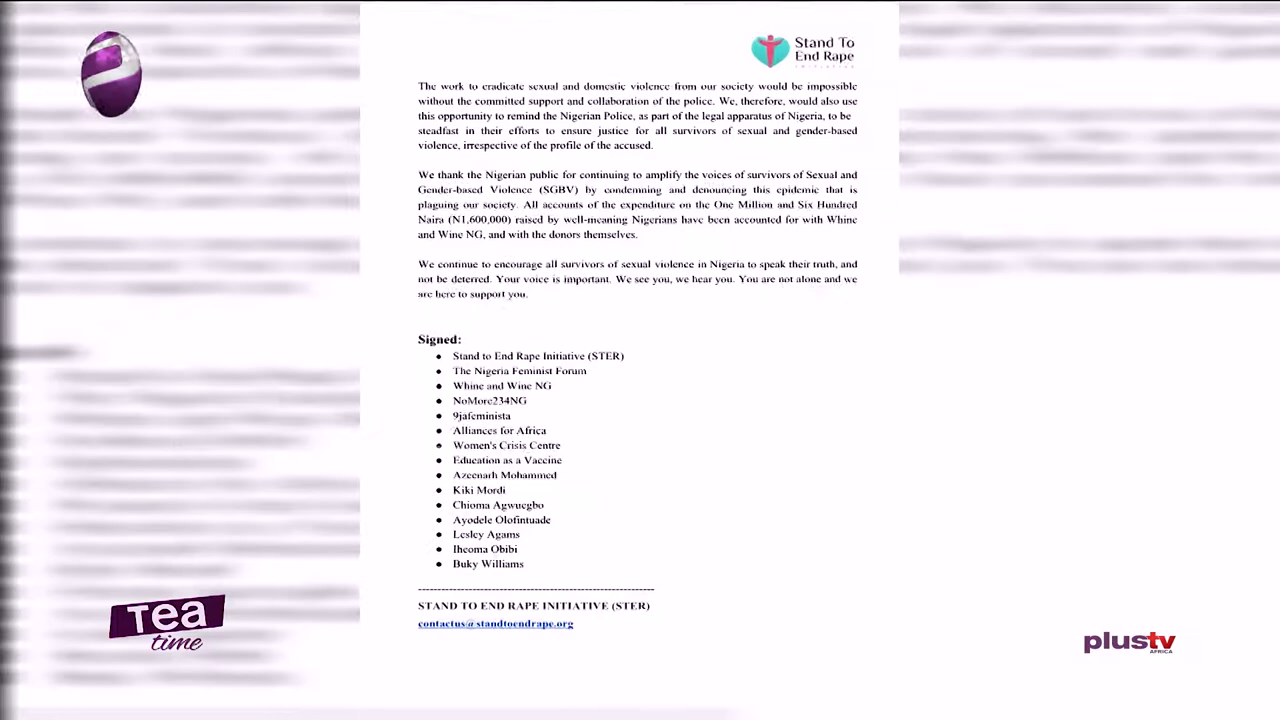 Stand To
End Rape
INITIATIVE
The work to eradicate sexual and domestic violence from our society would be impossible
without the committed support and collaboration of the police. We, therefore, would also use
this opportunity to remind the Nigerian Police, as part of the legal apparatus of Nigeria, to be
steadfast in their efforts to ensure justice for all survivors of sexual and gender-based
violence, irrespective of the profile of the accused.
We thank the Nigerian public for continuing to amplify the voices of survivors of Sexual and
Gender-based Violence (SGBV) by condemning and denouncing this epidemic that is
plaguing our society. All accounts of the expenditure on the One Million and Six Hundred
Naira (N1,600,000) raised by well-meaning Nigerians have been accounted for with Whine
and Wine NG, and with the donors themselves.
We continue to encourage all survivors of sexual violence in Nigeria to speak their truth, and
not be deterred. Your voice is important. We see you, we hear you. You are not alone and we
are here to support you.
Signed:
● Stand to End Rape Initiative (STER)
● The Nigeria Feminist Forum
● Whine and Wine NG
● NoMore234NG
● 9jafeminista
● Alliances for Africa
● Women's Crisis Centre
● Education as a Vaccine
● Azeenarh Mohammed
● Kiki Mordi
● Chioma Agwuegbo
● Ayodele Olofintuade
● Lesley Agams
● Iheoma Obibi
● Buky Williams
STAND TO END RAPE INITIATIVE (STER)
contactus@standtoendrape.org
Tea
time
plustv
AFRICA